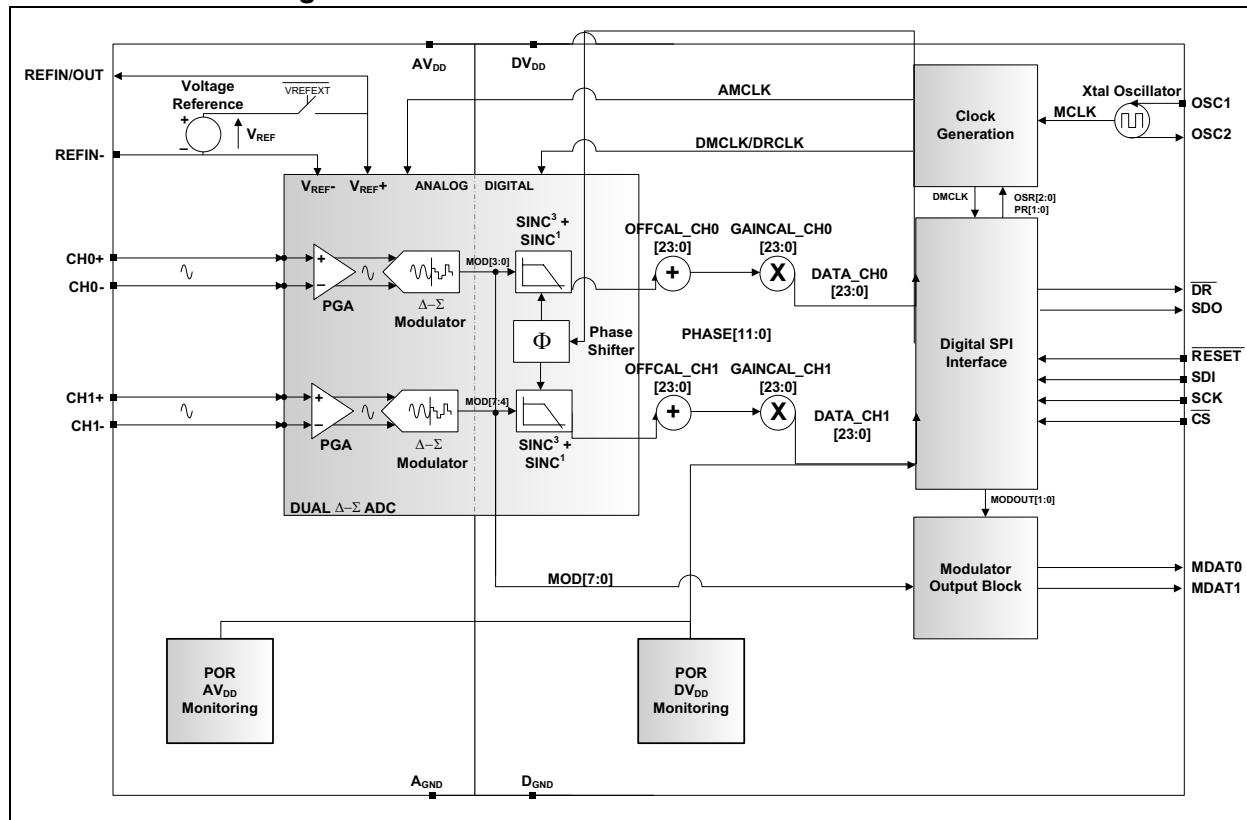 AVDD
DVDD
REFIN/OUT
Voltage
Reference
VREFEXT
+
VREF
–
REFIN-
AMCLK
DMCLK/DRCLK
Clock
Generation
Xtal Oscillator
MCLK
OSC1
OSC2
DMCLK
OSR[2:0]
PR[1:0]
VREF-
VREF+
ANALOG
DIGITAL
SINC³ +
SINC¹
OFFCAL_CH0
[23:0]
GAINCAL_CH0
[23:0]
CH0+
CH0-
+
–
PGA
Δ–Σ
Modulator
MOD[3:0]
+
X
DATA_CH0
[23:0]
Φ
Phase
Shifter
PHASE[11:0]
Digital SPI
Interface
DR
SDO
RESET
SDI
SCK
CS
OFFCAL_CH1
[23:0]
GAINCAL_CH1
[23:0]
CH1+
CH1-
+
–
PGA
Δ–Σ
Modulator
MOD[7:4]
SINC³ +
SINC¹
+
X
DATA_CH1
[23:0]
DUAL Δ–Σ ADC
MODOUT[1:0]
MOD[7:0]
Modulator
Output Block
MDAT0
MDAT1
POR
AVDD
Monitoring
POR
DVDD
Monitoring
AGND
DGND